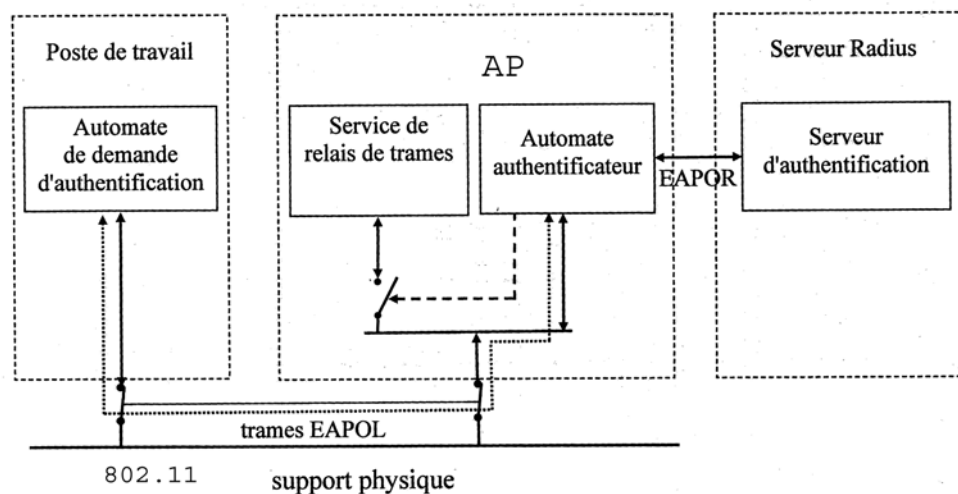 Poste de travail
AP
Serveur Radius
Automate
de demande
d'authentification
Service de
relais de trames
Automate
authentificateur
EAPOR
Serveur
d'authentification
trames EAPOL
802.11
support physique